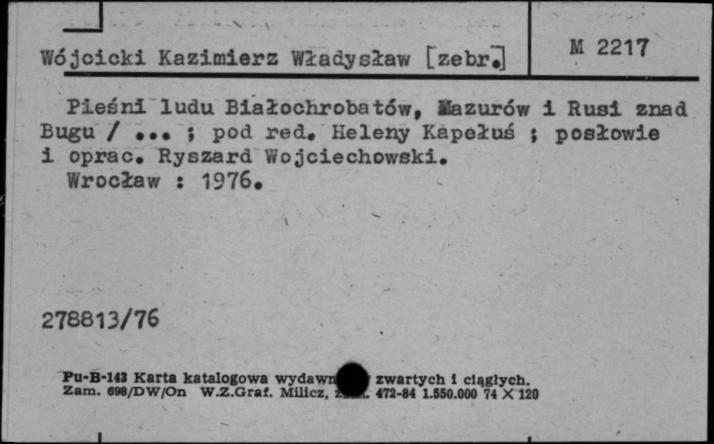 Wójcicki Kazimierz Władysław [zebr.]
M 2217
Pieśni ludu Białochrobatów, Mazurów i Rusi znad
Bugu / ... ; pod red. Heleny Kapełuś ; posłowie
i oprac. Ryszard Wojciechowski.
Wrocław : 1976.
278813/76
Pu-B-143 Karta katalogowa zwartych i ciągłych.
Zam. 698/DW/On W.Z.Graf. Milicz, 472-84 1.550.000 74 X 120